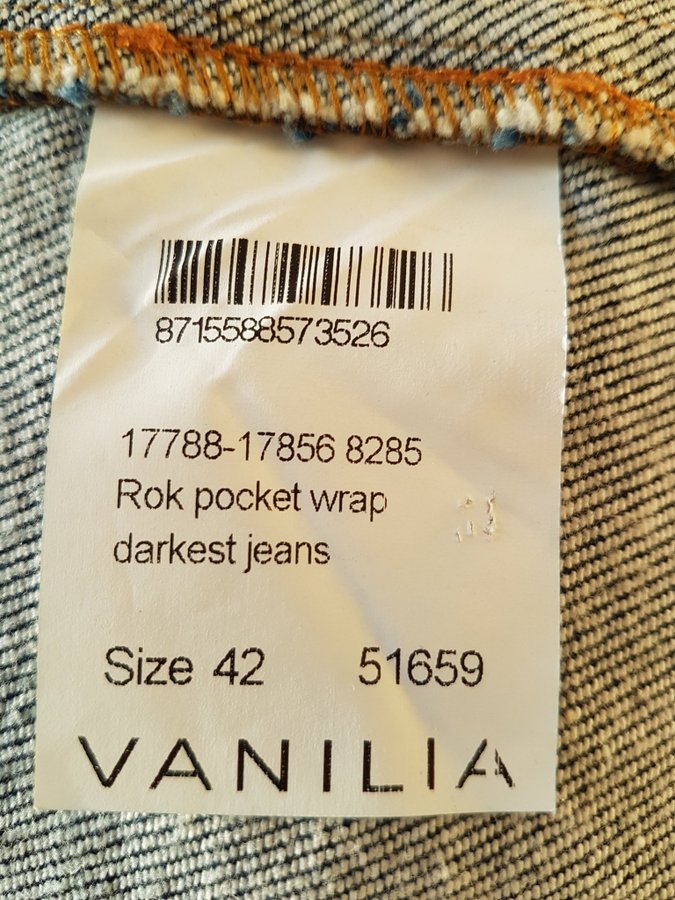 8715588573526
17788-17856 8285
Rok pocket wrap
darkest jeans
Size 42 51659
VANILIA